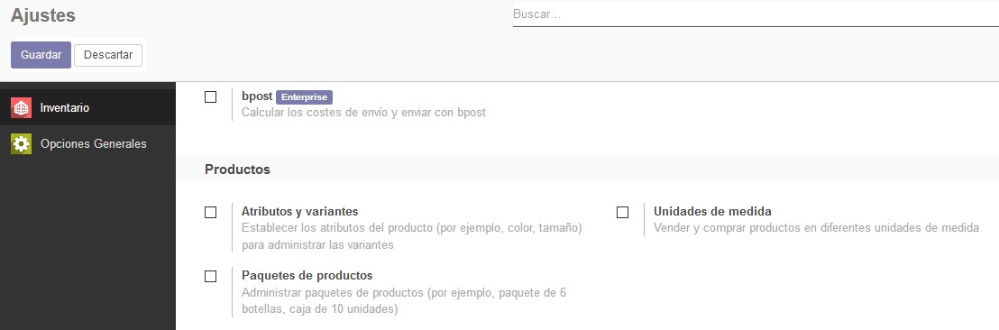 Ajustes
Buscar...
Guardar
Descartar
Inventario
Opciones Generales
bpost Enterprise
Calcular los costes de envío y enviar con bpost
Productos
Atributos y variantes
Establecer los atributos del producto (por ejemplo, color, tamaño)
para administrar las variantes
Unidades de medida
Vender y comprar productos en diferentes unidades de medida
Paquetes de productos
Administrar paquetes de productos (por ejemplo, paquete de 6
botellas, caja de 10 unidades)